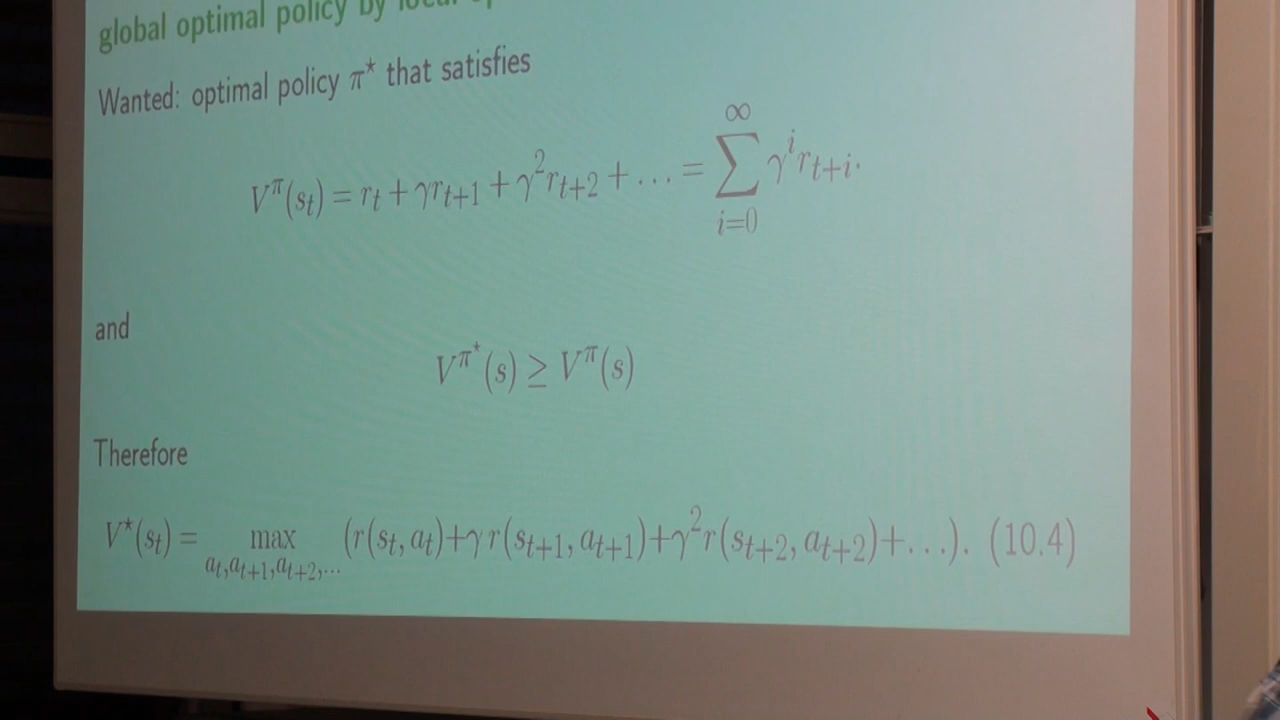 global optimal policy by local
Wanted: optimal policy π* that satisfies
V^π(s_t) = r_t + γr_{t+1} + γ^2 r_{t+2} + ... = ∑_{i=0}^{∞} γ^i r_{t+i}.
and
V^{π*}(s) ≥ V^π(s)
Therefore
V*(s_t) = max_{a_t,a_{t+1},a_{t+2},...} (r(s_t, a_t)+γ r(s_{t+1}, a_{t+1})+γ^2 r(s_{t+2}, a_{t+2})+...). (10.4)